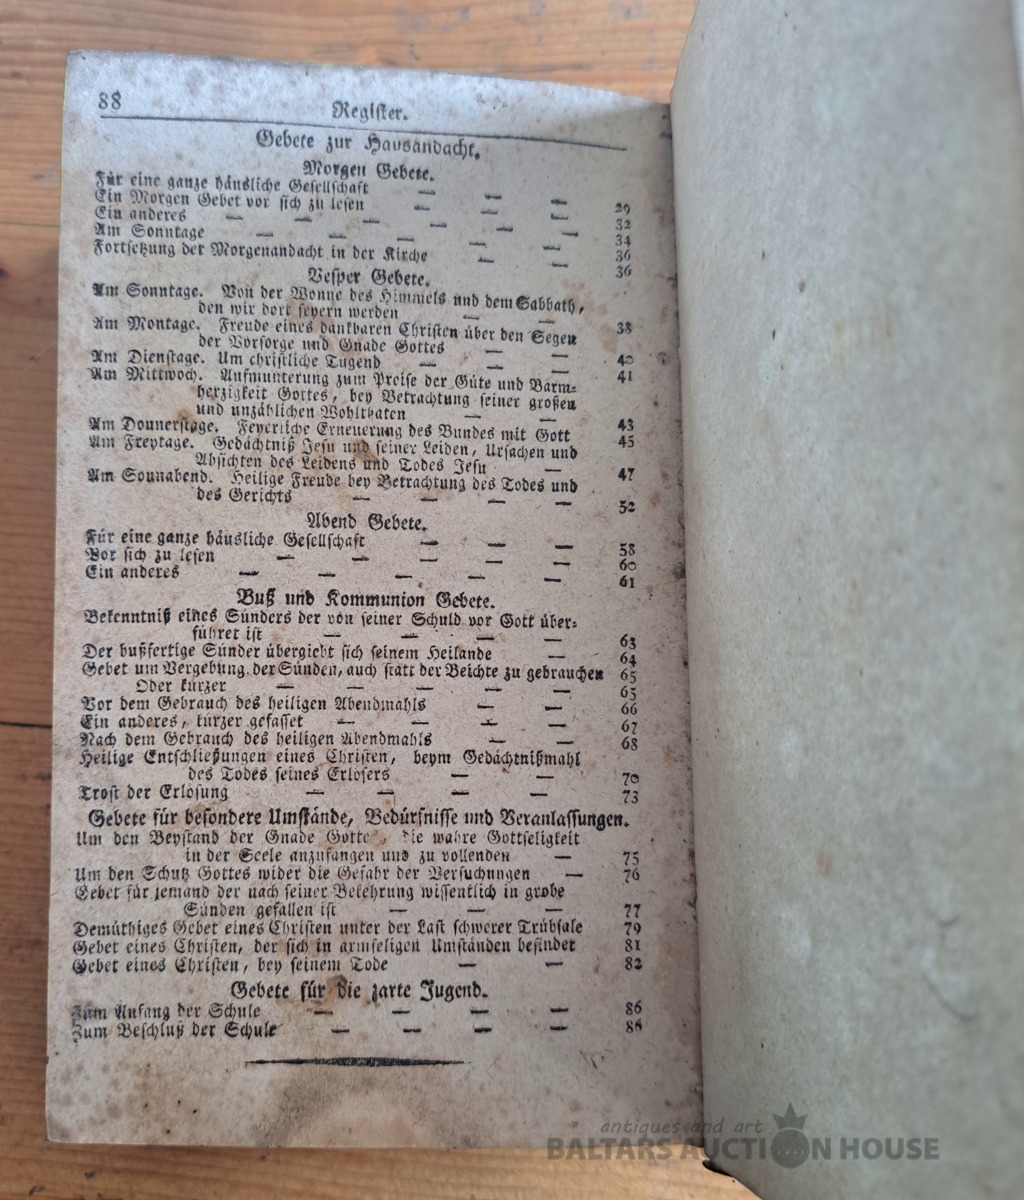 88
Register.
Gebete zur Hausandacht.
Morgen Gebete.
Für eine ganze häusliche Gesellschaft — — — 29
Ein Morgen Gebet vor sich zu lesen — — — 32
Ein anderes — — — — — 34
Am Sonntage — — — — — 36
Fortsetzung der Morgenandacht in der Kirche — — 36
Vesper Gebete.
Am Sonntage. Von der Wonne des Himmels und dem Sabbath,
den wir dort feyern werden — — 38
Am Montage. Freude eines dankbaren Christen über den Segen
der Vorsorge und Gnade Gottes — — 40
Am Dienstage. Um christliche Tugend — — — 41
Am Mittwoch. Aufmunterung zum Preise der Güte und Barm-
herzigkeit Gottes, bey Betrachtung seiner großen
und unzählichen Wohlthaten — — 43
Am Donnerstage. Feyerliche Erneuerung des Bundes mit Gott 45
Am Freytage. Gedächtniß Jesu und seiner Leiden, Ursachen und
Absichten des Leidens und Todes Jesu — 47
Am Sonnabend. Heilige Freude bey Betrachtung des Todes und
des Gerichts — — — — 52
Abend Gebete.
Für eine ganze häusliche Gesellschaft — — — 58
Vor sich zu lesen — — — — — 60
Ein anderes — — — — — 61
Buß und Kommunion Gebete.
Bekenntniß eines Sünders der von seiner Schuld vor Gott über-
führet ist — — — — 63
Der bußfertige Sünder übergiebt sich seinem Heilande — 64
Gebet um Vergebung der Sünden, auch statt der Beichte zu gebrauchen 65
Oder kürzer — — — — — 65
Vor dem Gebrauch des heiligen Abendmahls — — 66
Ein anderes, kürzer gefasset — — — — 67
Nach dem Gebrauch des heiligen Abendmahls — — 68
Heilige Entschließungen eines Christen, beym Gedächtnißmahl
des Todes seines Erlösers — — 70
Trost der Erlösung — — — — 73
Gebete für besondere Umstände, Bedürfnisse und Veranlassungen.
Um den Beystand der Gnade Gottes, die wahre Gottseligkeit
in der Seele anzufangen und zu vollenden — 75
Um den Schutz Gottes wider die Gefahr der Versuchungen — 76
Gebet für jemand der nach seiner Bekehrung wissentlich in grobe
Sünden gefallen ist — — — 77
Demüthiges Gebet eines Christen unter der Last schwerer Trübsale 79
Gebet eines Christen, der sich in armseligen Umständen befindet 81
Gebet eines Christen, bey seinem Tode — — 82
Gebete für die zarte Jugend.
Zum Anfang der Schule — — — — 86
Zum Beschluß der Schule — — — — 86
antiques and art
BALTARS AUCTION HOUSE